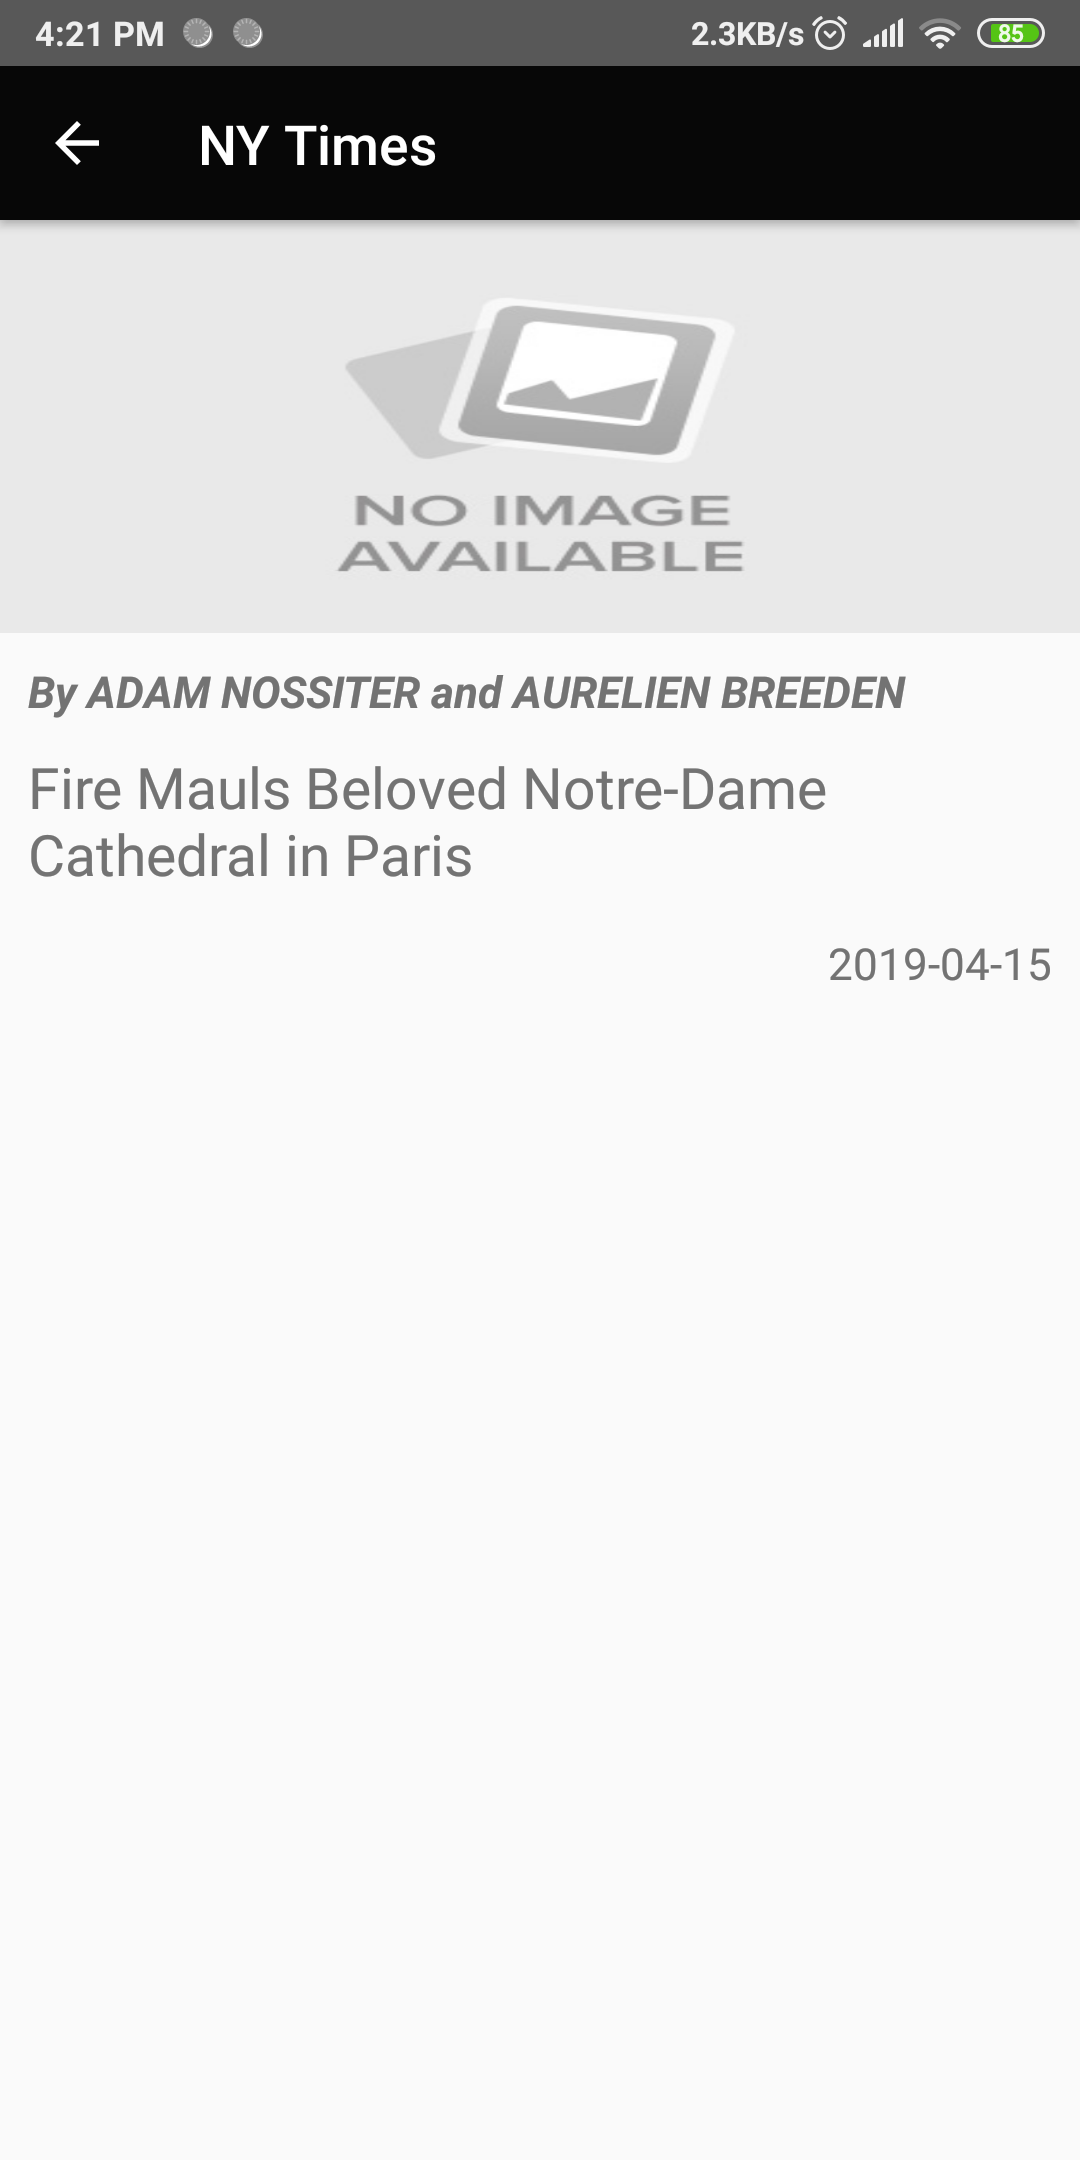 4:21 PM 2.3KB/s 85
NY Times
NO IMAGE
AVAILABLE
By ADAM NOSSITER and AURELIEN BREEDEN
Fire Mauls Beloved Notre-Dame
Cathedral in Paris
2019-04-15